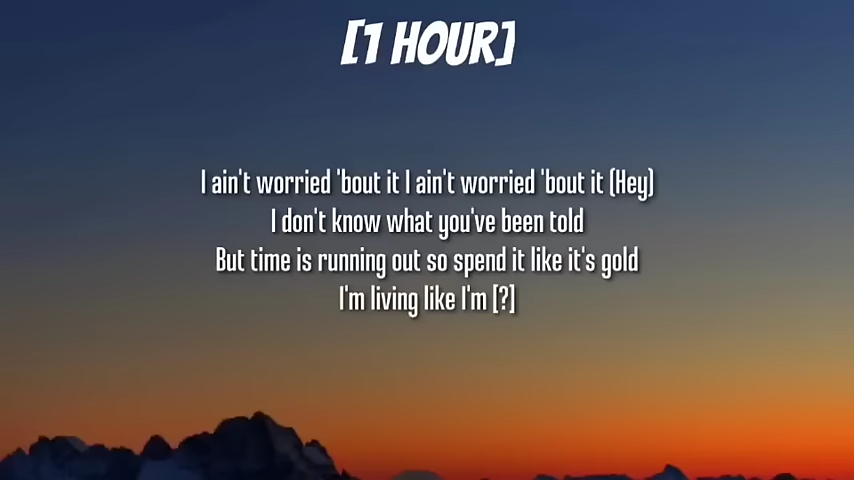 [1 HOUR]
I ain't worried 'bout it I ain't worried 'bout it (Hey)
I don't know what you've been told
But time is running out so spend it like it's gold
I'm living like I'm [?]